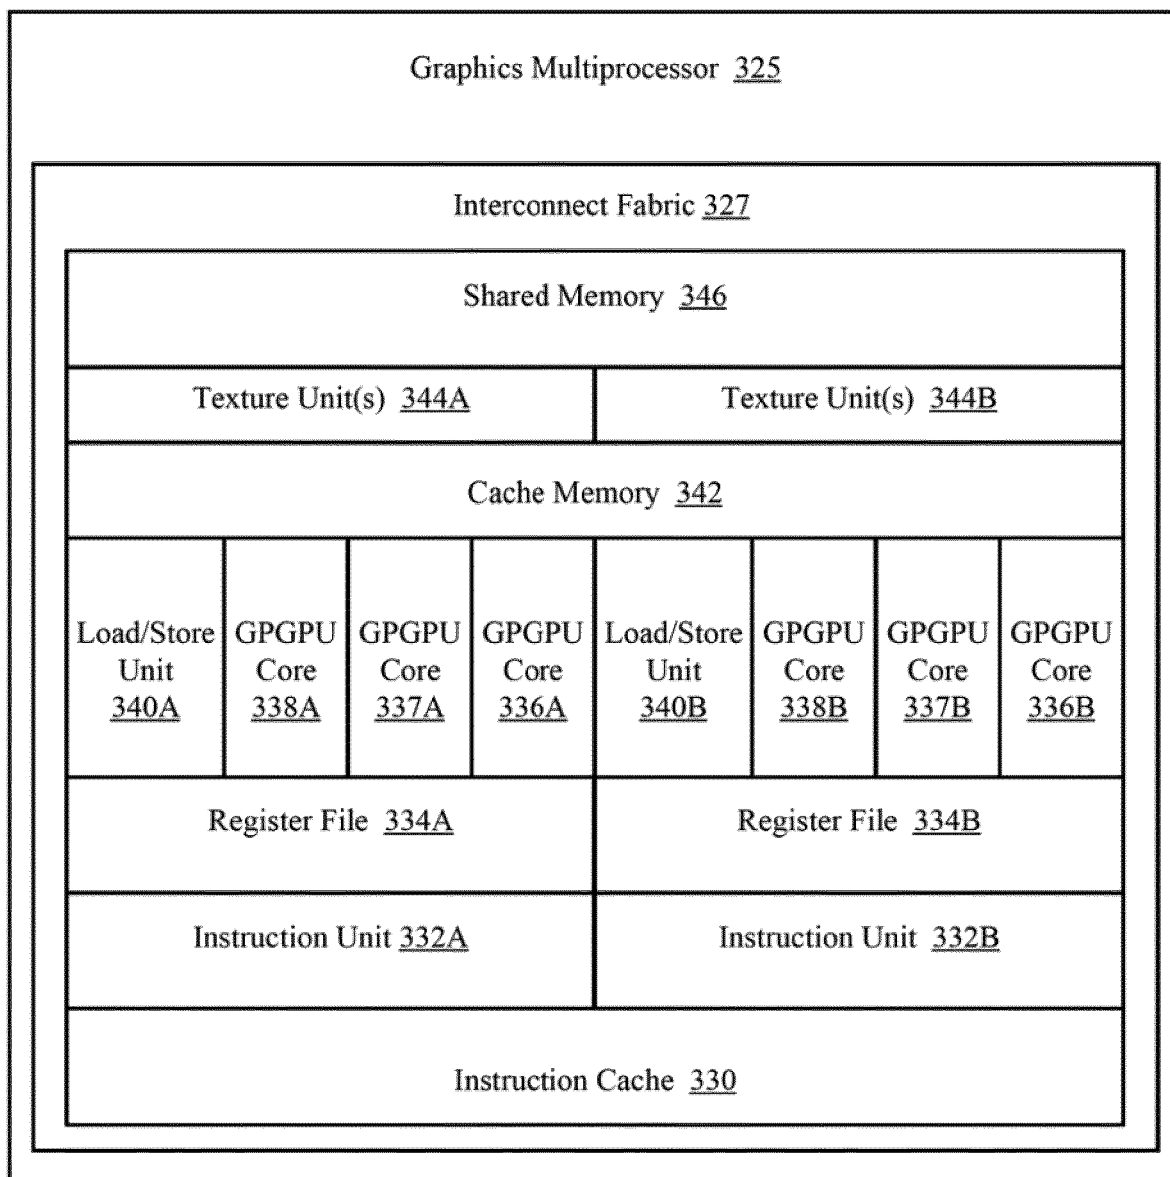 Graphics Multiprocessor 325
Interconnect Fabric 327
Shared Memory 346
Texture Unit(s) 344A
Texture Unit(s) 344B
Cache Memory 342
Load/Store
Unit
340A
GPGPU
Core
338A
GPGPU
Core
337A
GPGPU
Core
336A
Load/Store
Unit
340B
GPGPU
Core
338B
GPGPU
Core
337B
GPGPU
Core
336B
Register File 334A
Register File 334B
Instruction Unit 332A
Instruction Unit 332B
Instruction Cache 330